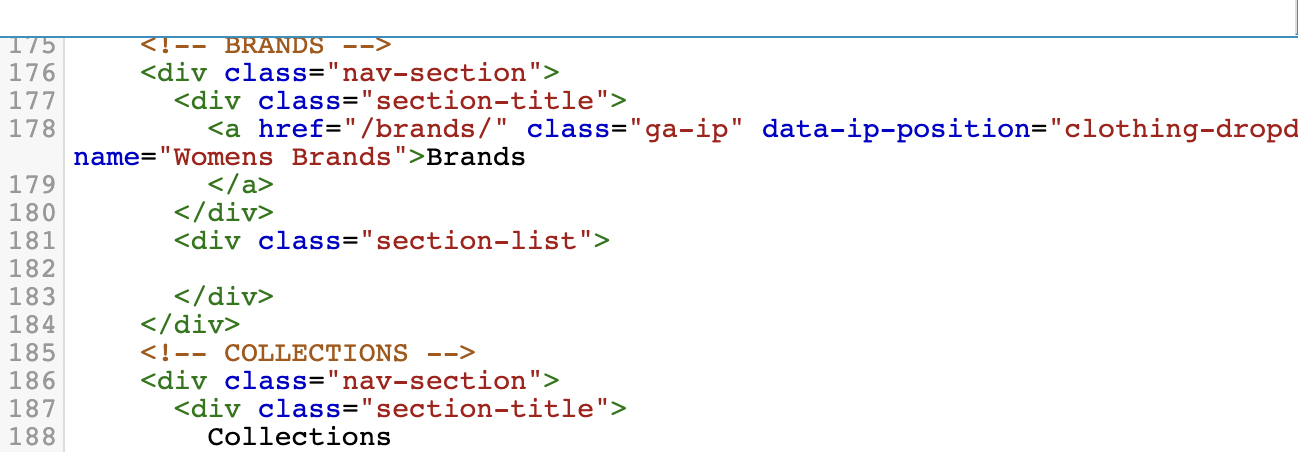 175 <!-- BRANDS -->
176 <div class="nav-section">
177 <div class="section-title">
178 <a href="/brands/" class="ga-ip" data-ip-position="clothing-dropd
name="Womens Brands">Brands
179 </a>
180 </div>
181 <div class="section-list">
182
183 </div>
184 </div>
185 <!-- COLLECTIONS -->
186 <div class="nav-section">
187 <div class="section-title">
188 Collections